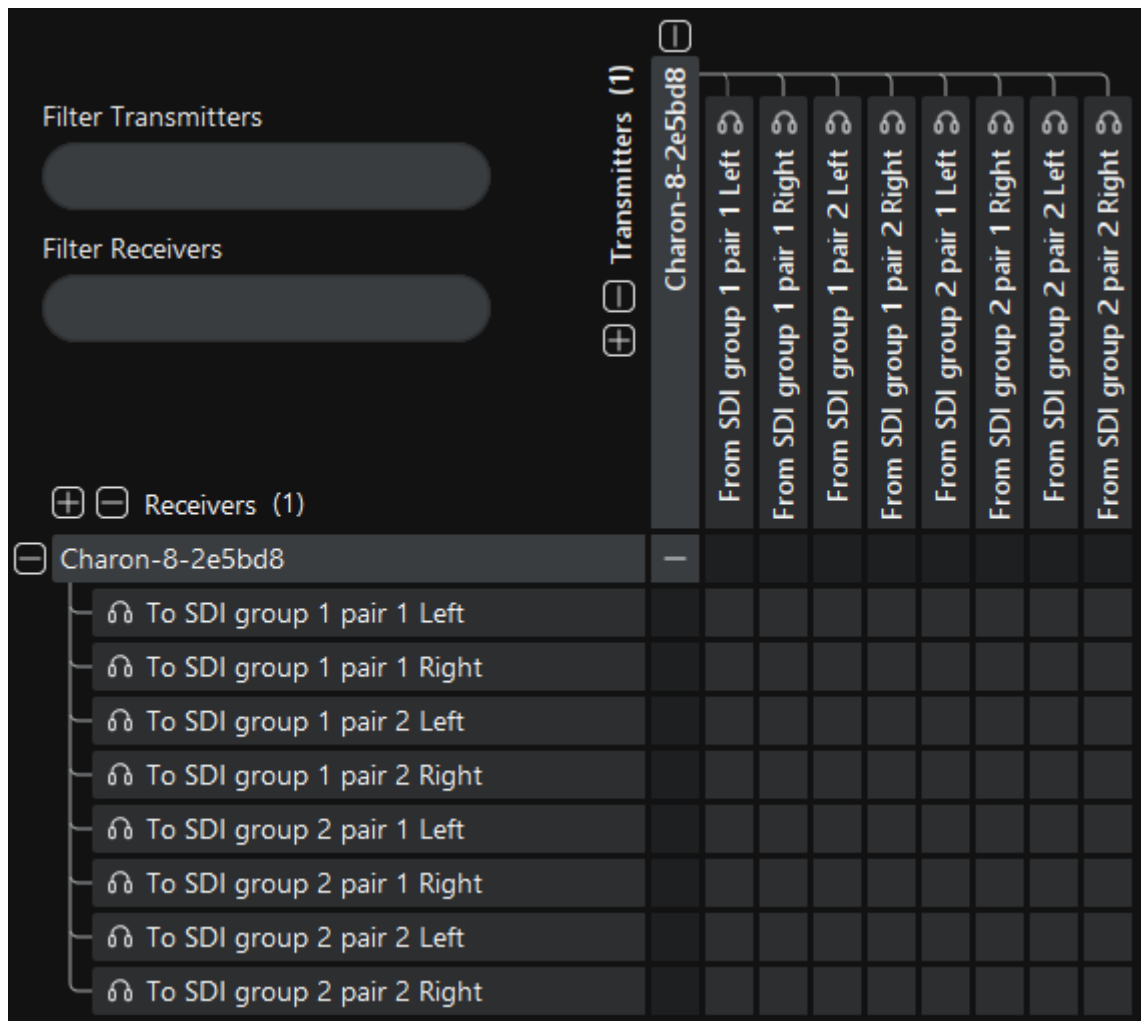 Filter Transmitters
Filter Receivers
Transmitters (1)
Charon-8-2e5bd8
From SDI group 1 pair 1 Left
From SDI group 1 pair 1 Right
From SDI group 1 pair 2 Left
From SDI group 1 pair 2 Right
From SDI group 2 pair 1 Left
From SDI group 2 pair 1 Right
From SDI group 2 pair 2 Left
From SDI group 2 pair 2 Right
Receivers (1)
Charon-8-2e5bd8
To SDI group 1 pair 1 Left
To SDI group 1 pair 1 Right
To SDI group 1 pair 2 Left
To SDI group 1 pair 2 Right
To SDI group 2 pair 1 Left
To SDI group 2 pair 1 Right
To SDI group 2 pair 2 Left
To SDI group 2 pair 2 Right